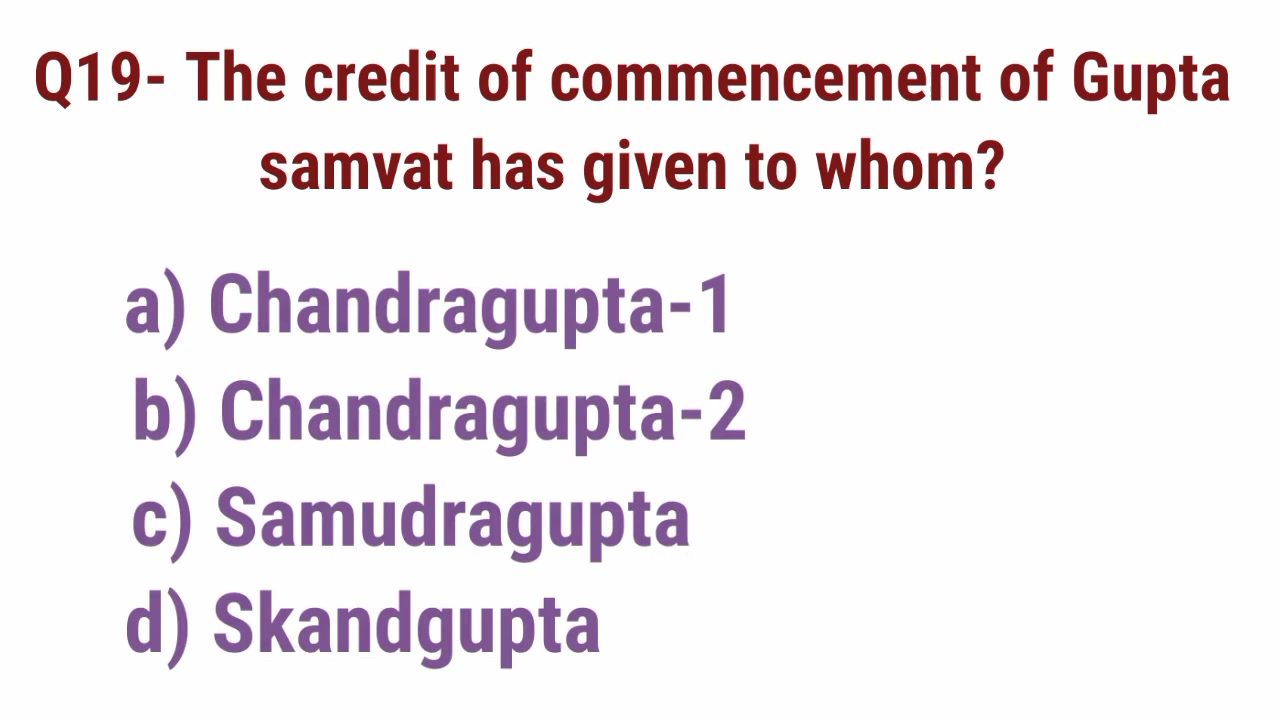 Q19- The credit of commencement of Gupta
samvat has given to whom?
a) Chandragupta-1
b) Chandragupta-2
c) Samudragupta
d) Skandgupta